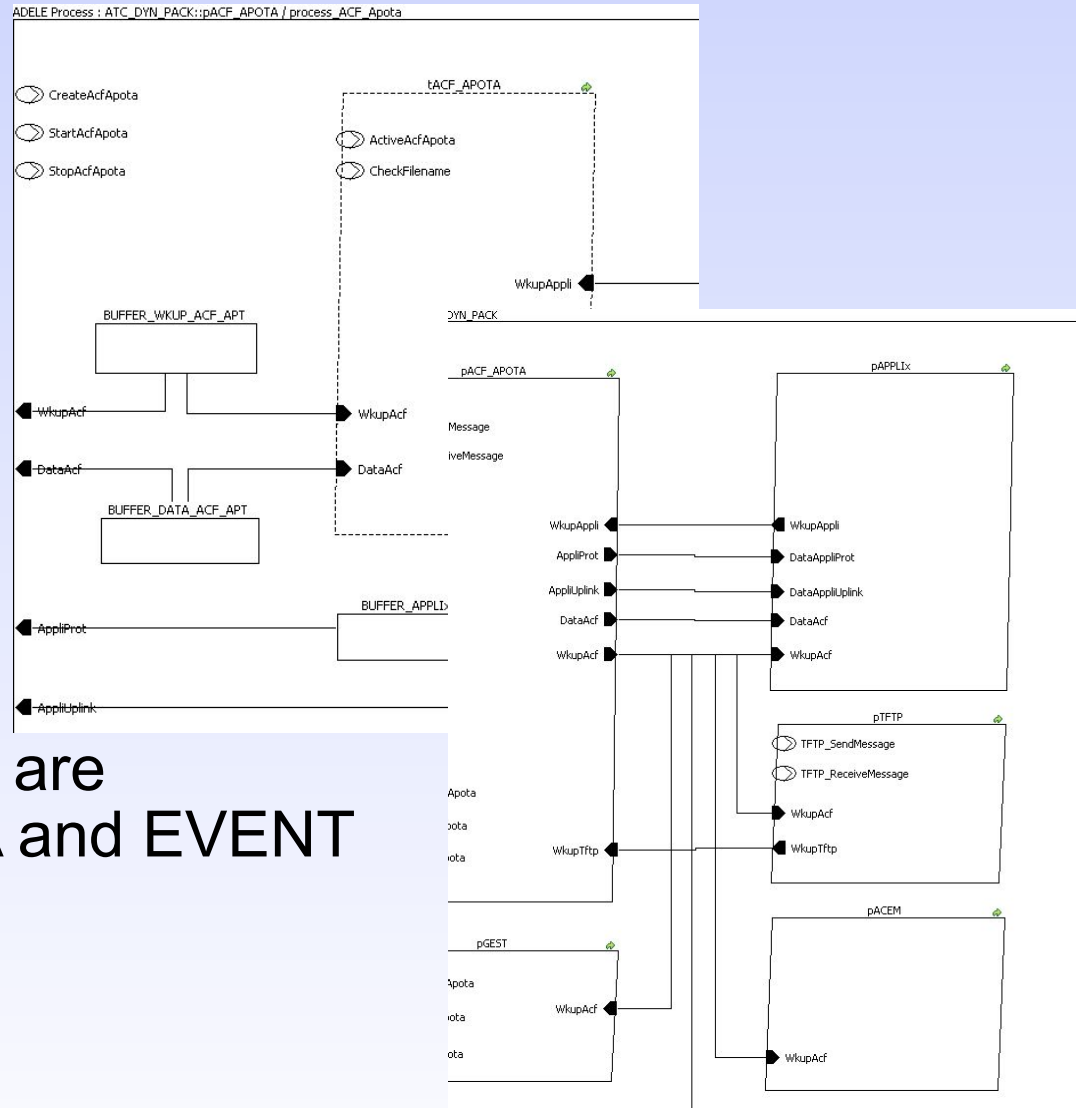 ADELE Process : ATC_DYN_PACK::pACF_APOTA / process_ACF_Apota
CreateAcfApota
StartAcfApota
StopAcfApota
tACF_APOTA
ActiveAcfApota
CheckFilename
WkupAppli
BUFFER_WKUP_ACF_APT
WkupAcf
WkupAcf
DataAcf
DataAcf
BUFFER_DATA_ACF_APT
BUFFER_APPLIx
AppliProt
AppliUplink
DYN_PACK
pACF_APOTA
Message
iveMessage
WkupAppli
AppliProt
AppliUplink
DataAcf
WkupAcf
Apota
pota
ota
WkupTftp
pAPPLIx
WkupAppli
DataAppliProt
DataAppliUplink
DataAcf
WkupAcf
pTFTP
TFTP_SendMessage
TFTP_ReceiveMessage
WkupAcf
WkupTftp
pGEST
Apota
ota
ota
WkupAcf
pACEM
WkupAcf
are
and EVENT